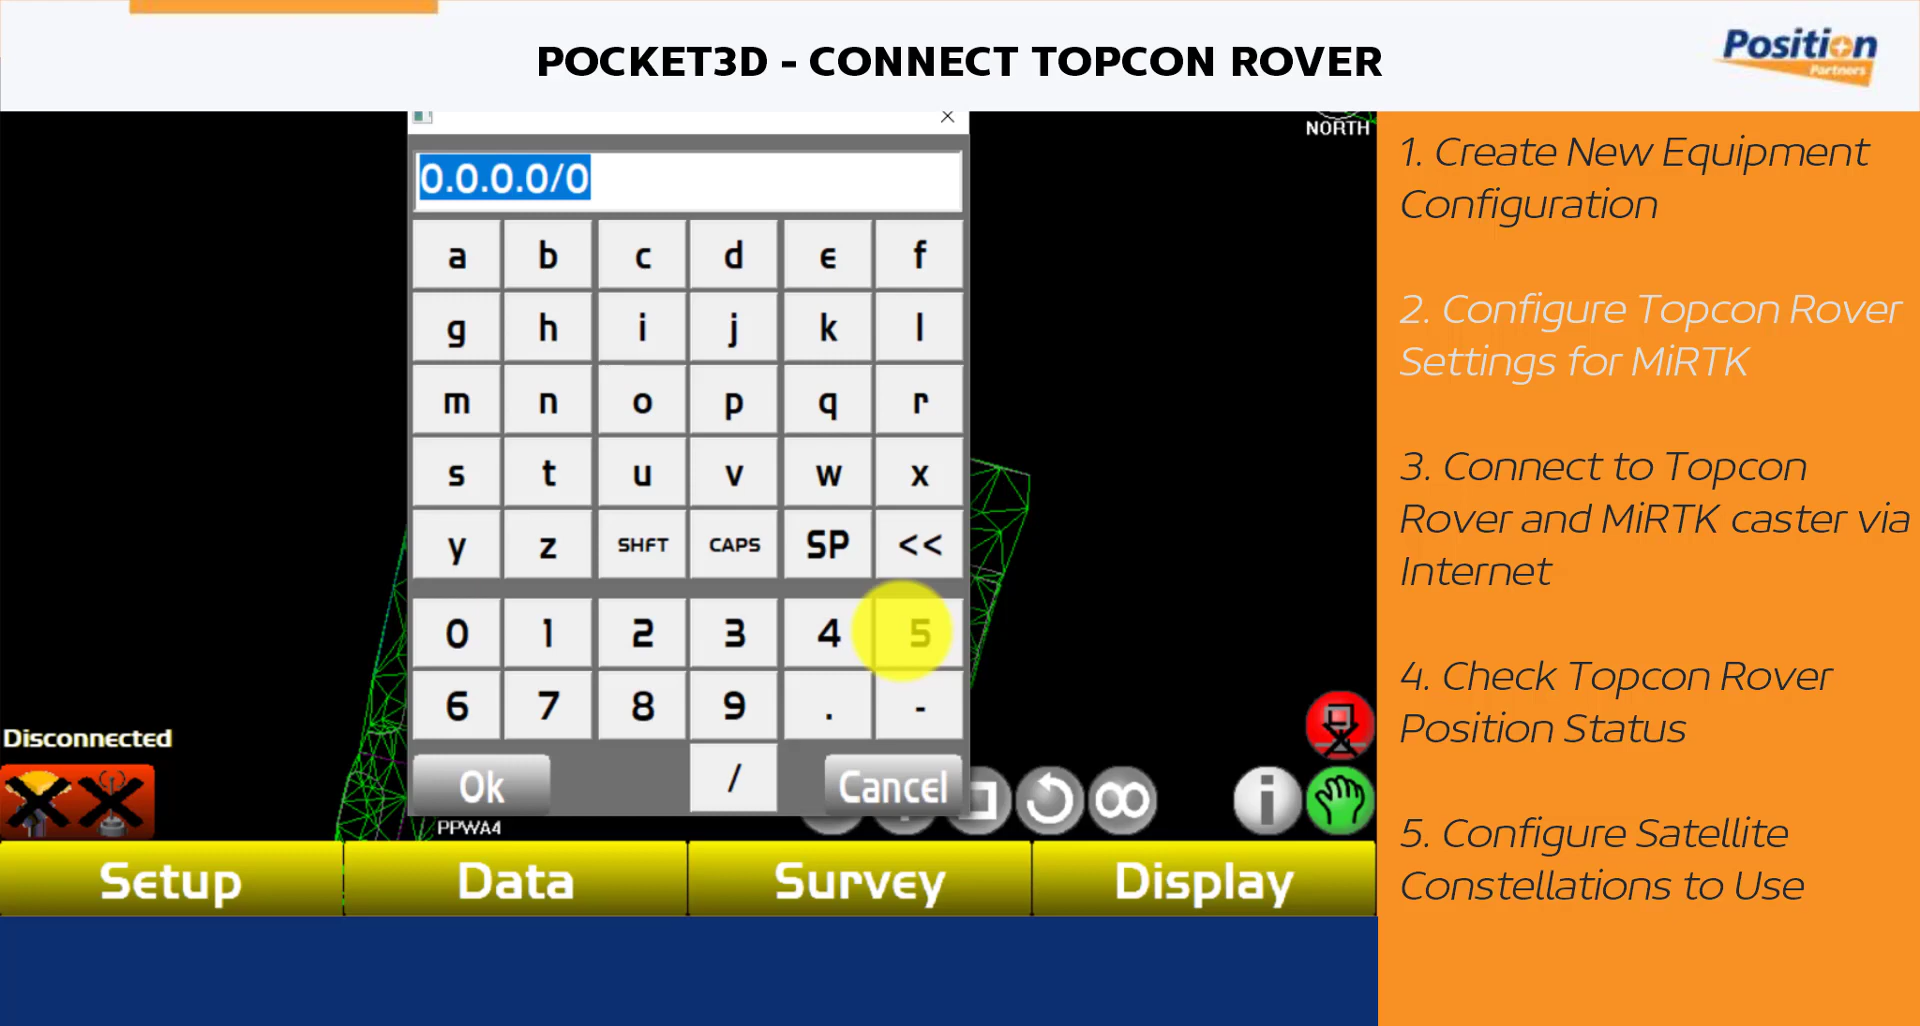 POCKET3D - CONNECT TOPCON ROVER
Position
Partners
NORTH
0.0.0.0/0
a b c d e f
g h i j k l
m n o p q r
s t u v w x
y z SHFT CAPS SP <<
0 1 2 3 4 5
6 7 8 9 . -
Ok / Cancel
Disconnected
PPWA4
Setup Data Survey Display
1. Create New Equipment
Configuration
2. Configure Topcon Rover
Settings for MiRTK
3. Connect to Topcon
Rover and MiRTK caster via
Internet
4. Check Topcon Rover
Position Status
5. Configure Satellite
Constellations to Use